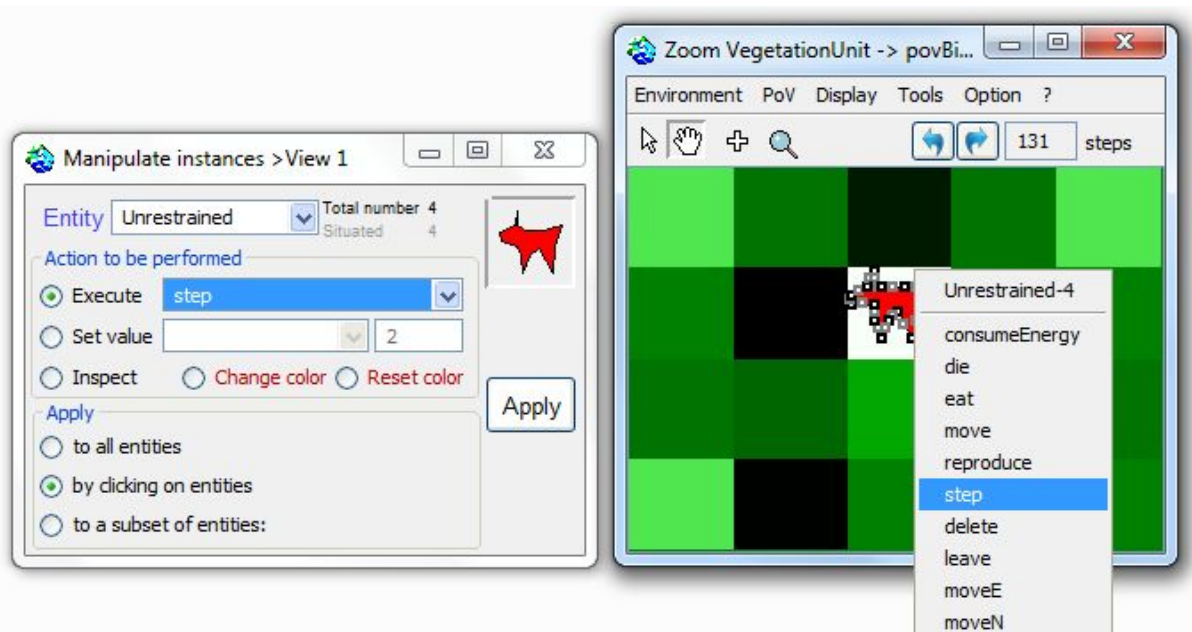 Manipulate instances >View 1
Entity Unrestrained Total number 4
Situated 4
Action to be performed
Execute step
Set value 2
Inspect Change color Reset color
Apply
Apply
to all entities
by clicking on entities
to a subset of entities:
Zoom VegetationUnit -> povBi...
Environment PoV Display Tools Option ?
131 steps
Unrestrained-4
consumeEnergy
die
eat
move
reproduce
step
delete
leave
moveE
moveN